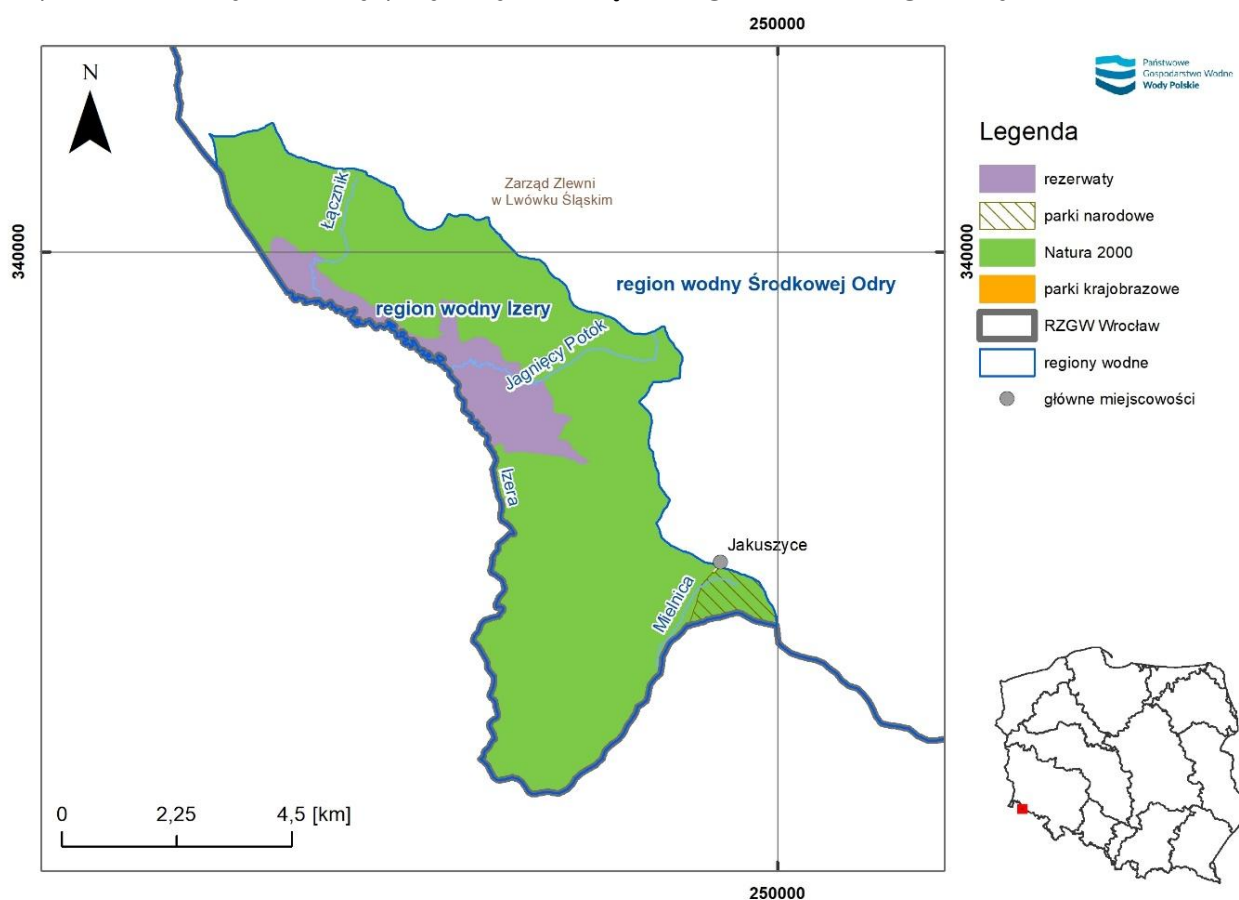 250000
N
Państwowe
Gospodarstwo Wodne
Wody Polskie
Legenda
rezerwaty
parki narodowe
Natura 2000
parki krajobrazowe
RZGW Wrocław
regiony wodne
główne miejscowości
Łącznik
Zarząd Zlewni
w Lwówku Śląskim
340000
340000
region wodny Środkowej Odry
region wodny Izery
Jagnięcy Potok
Izera
Jakuszyce
Mielnica
0 2,25 4,5 [km]
250000